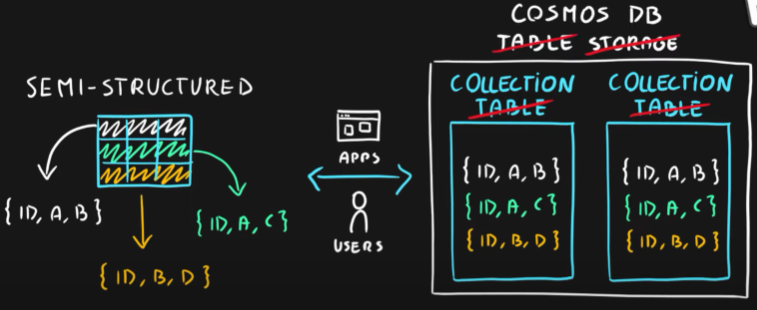 COSMOS DB
TABLE STORAGE
SEMI-STRUCTURED
{ID, A, B}
{ID, A, C}
{ID, B, D}
APPS
USERS
COLLECTION
TABLE
{ID, A, B}
{ID, A, C}
{ID, B, D}
COLLECTION
TABLE
{ID, A, B}
{ID, A, C}
{ID, B, D}